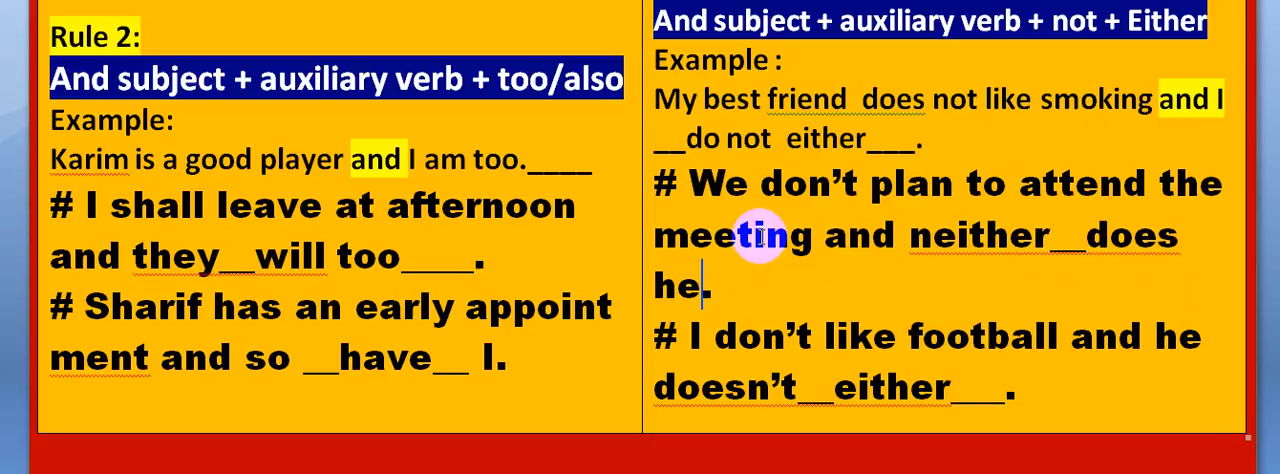 Rule 2:
And subject + auxiliary verb + too/also
Example:
Karim is a good player and I am too.____
# I shall leave at afternoon
and they__will too____.
# Sharif has an early appoint
ment and so __have__ I.
And subject + auxiliary verb + not + Either
Example :
My best friend does not like smoking and I
__do not either___.
# We don't plan to attend the
meeting and neither__does
he.
# I don't like football and he
doesn't__either___.